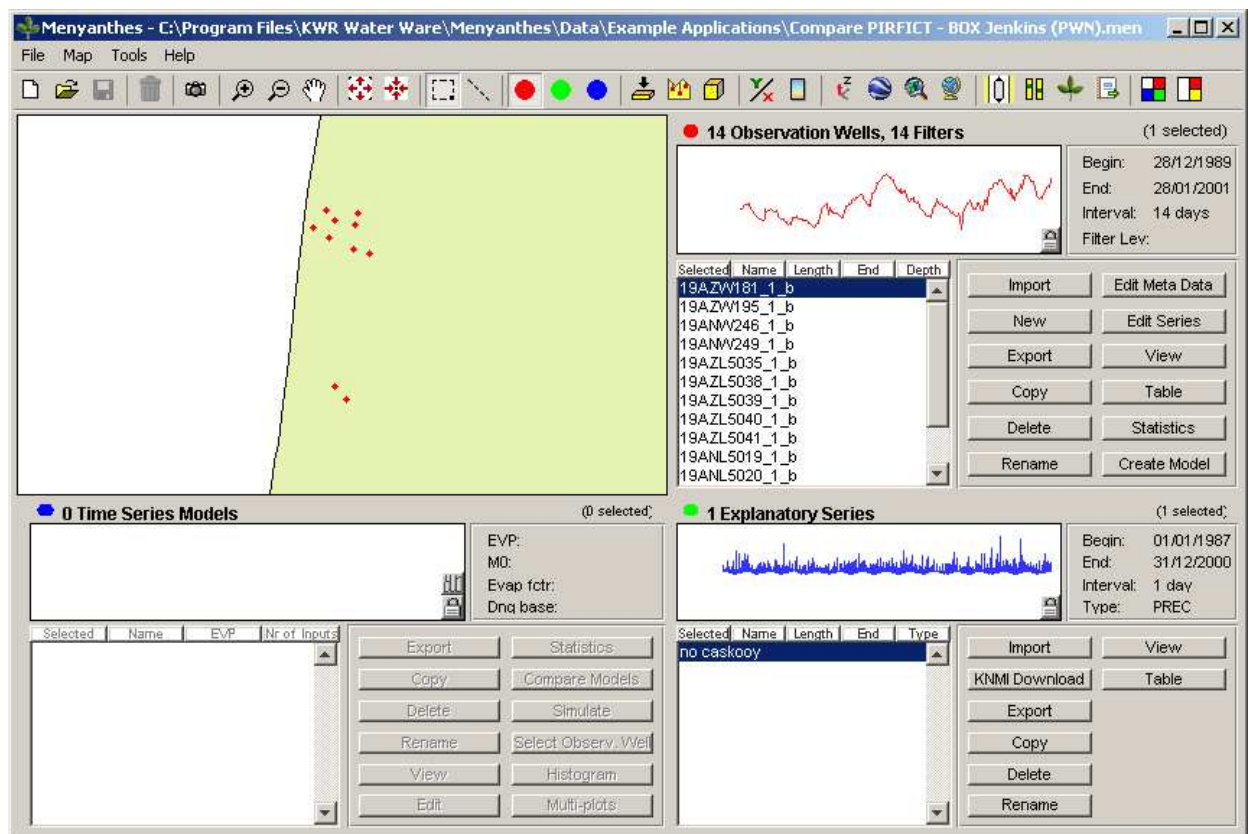 Menyanthes - C:\Program Files\KWR Water Ware\Menyanthes\Data\Example Applications\Compare PIRFICT - BOX Jenkins (PWN).men
File Map Tools Help
14 Observation Wells, 14 Filters (1 selected)
Begin: 28/12/1989
End: 28/01/2001
Interval: 14 days
Filter Lev:
Selected Name Length End Depth
19AZW181_1_b
19AZW195_1_b
19ANW246_1_b
19ANW249_1_b
19AZL5035_1_b
19AZL5038_1_b
19AZL5039_1_b
19AZL5040_1_b
19AZL5041_1_b
19ANL5019_1_b
19ANL5020_1_b
Import Edit Meta Data
New Edit Series
Export View
Copy Table
Delete Statistics
Rename Create Model
0 Time Series Models (0 selected)
EVP:
M0:
Evap fctr:
Dng base:
Selected Name EVP Nr of Inputs
Export Statistics
Copy Compare Models
Delete Simulate
Rename Select Observ. Well
View Histogram
Edit Multi-plots
1 Explanatory Series (1 selected)
Begin: 01/01/1987
End: 31/12/2000
Interval: 1 day
Type: PREC
Selected Name Length End Type
no caskooy
Import View
KNMI Download Table
Export
Copy
Delete
Rename